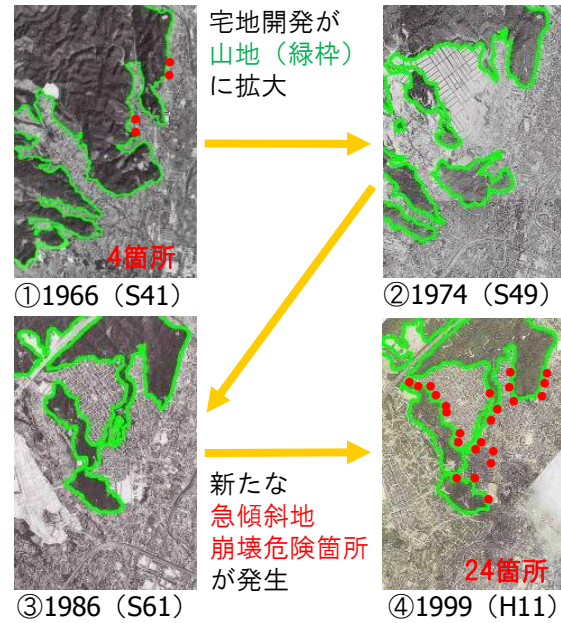 宅地開発が
山地（緑枠）
に拡大
4箇所
①1966（S41）
②1974（S49）
新たな
急傾斜地
崩壊危険箇所
が発生
24箇所
③1986（S61）
④1999（H11）